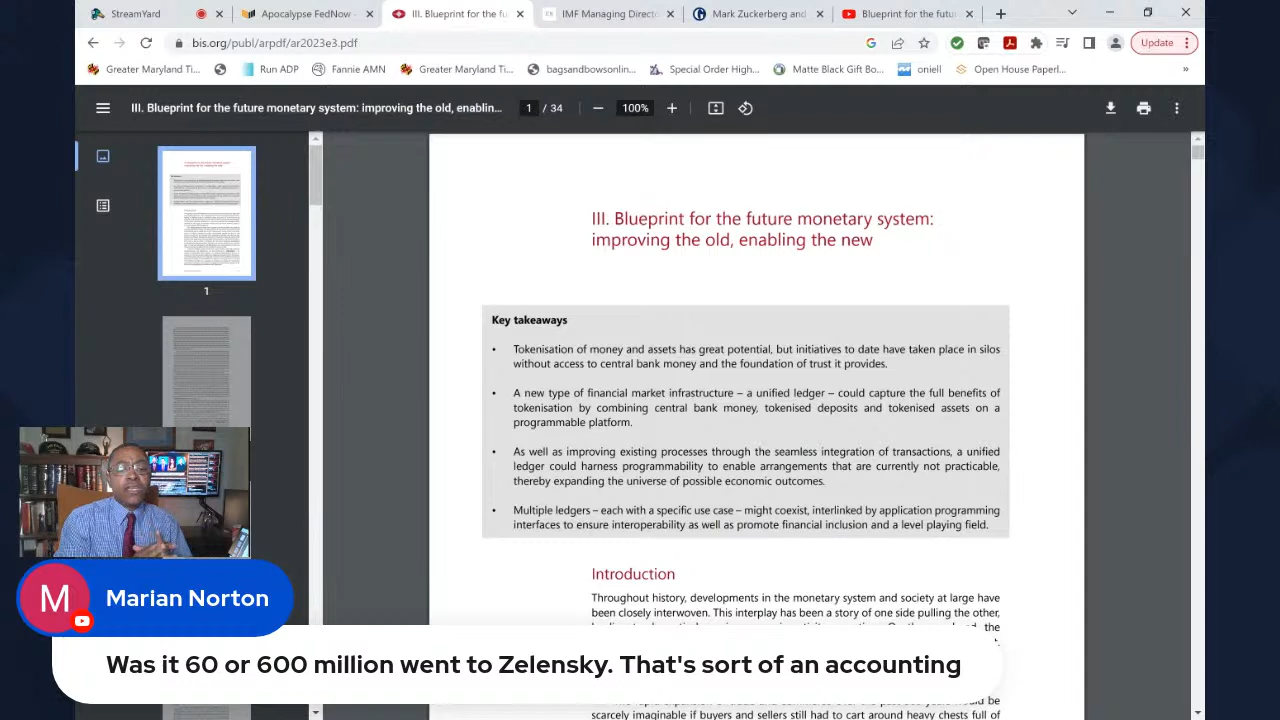 StreamYard
Apocalypse FedNow -
III. Blueprint for the fu
IMF Managing Direct
Mark Zuckerberg and
Blueprint for the futur
bis.org/publ/arpdf/ar2023e3.pdf
Update
Greater Maryland Ti...
Run ADP
Fannie AMN
Greater Maryland Ti...
bagsandbowsonlin...
Special Order High...
Matte Black Gift Bo...
oniell
Open House Paperl...
»
III. Blueprint for the future monetary system: improving the old, enablin...
1 / 34
100%
1
III. Blueprint for the future monetary system:
improving the old, enabling the new
Key takeaways
• Tokenisation of money and assets has great potential, but initiatives to date have taken place in silos
without access to central bank money and the foundation of trust it provides.
• A new type of financial market infrastructure – a unified ledger – could capture the full benefits of
tokenisation by combining central bank money, tokenised deposits and tokenised assets on a
programmable platform.
• As well as improving existing processes through the seamless integration of transactions, a unified
ledger could harness programmability to enable arrangements that are currently not practicable,
thereby expanding the universe of possible economic outcomes.
• Multiple ledgers – each with a specific use case – might coexist, interlinked by application programming
interfaces to ensure interoperability as well as promote financial inclusion and a level playing field.
Introduction
Throughout history, developments in the monetary system and society at large have
been closely interwoven. This interplay has been a story of one side pulling the other,
the
M
Marian Norton
Was it 60 or 600 million went to Zelensky. That's sort of an accounting
be
scarcely imaginable if buyers and sellers still had to cart around heavy chests full of